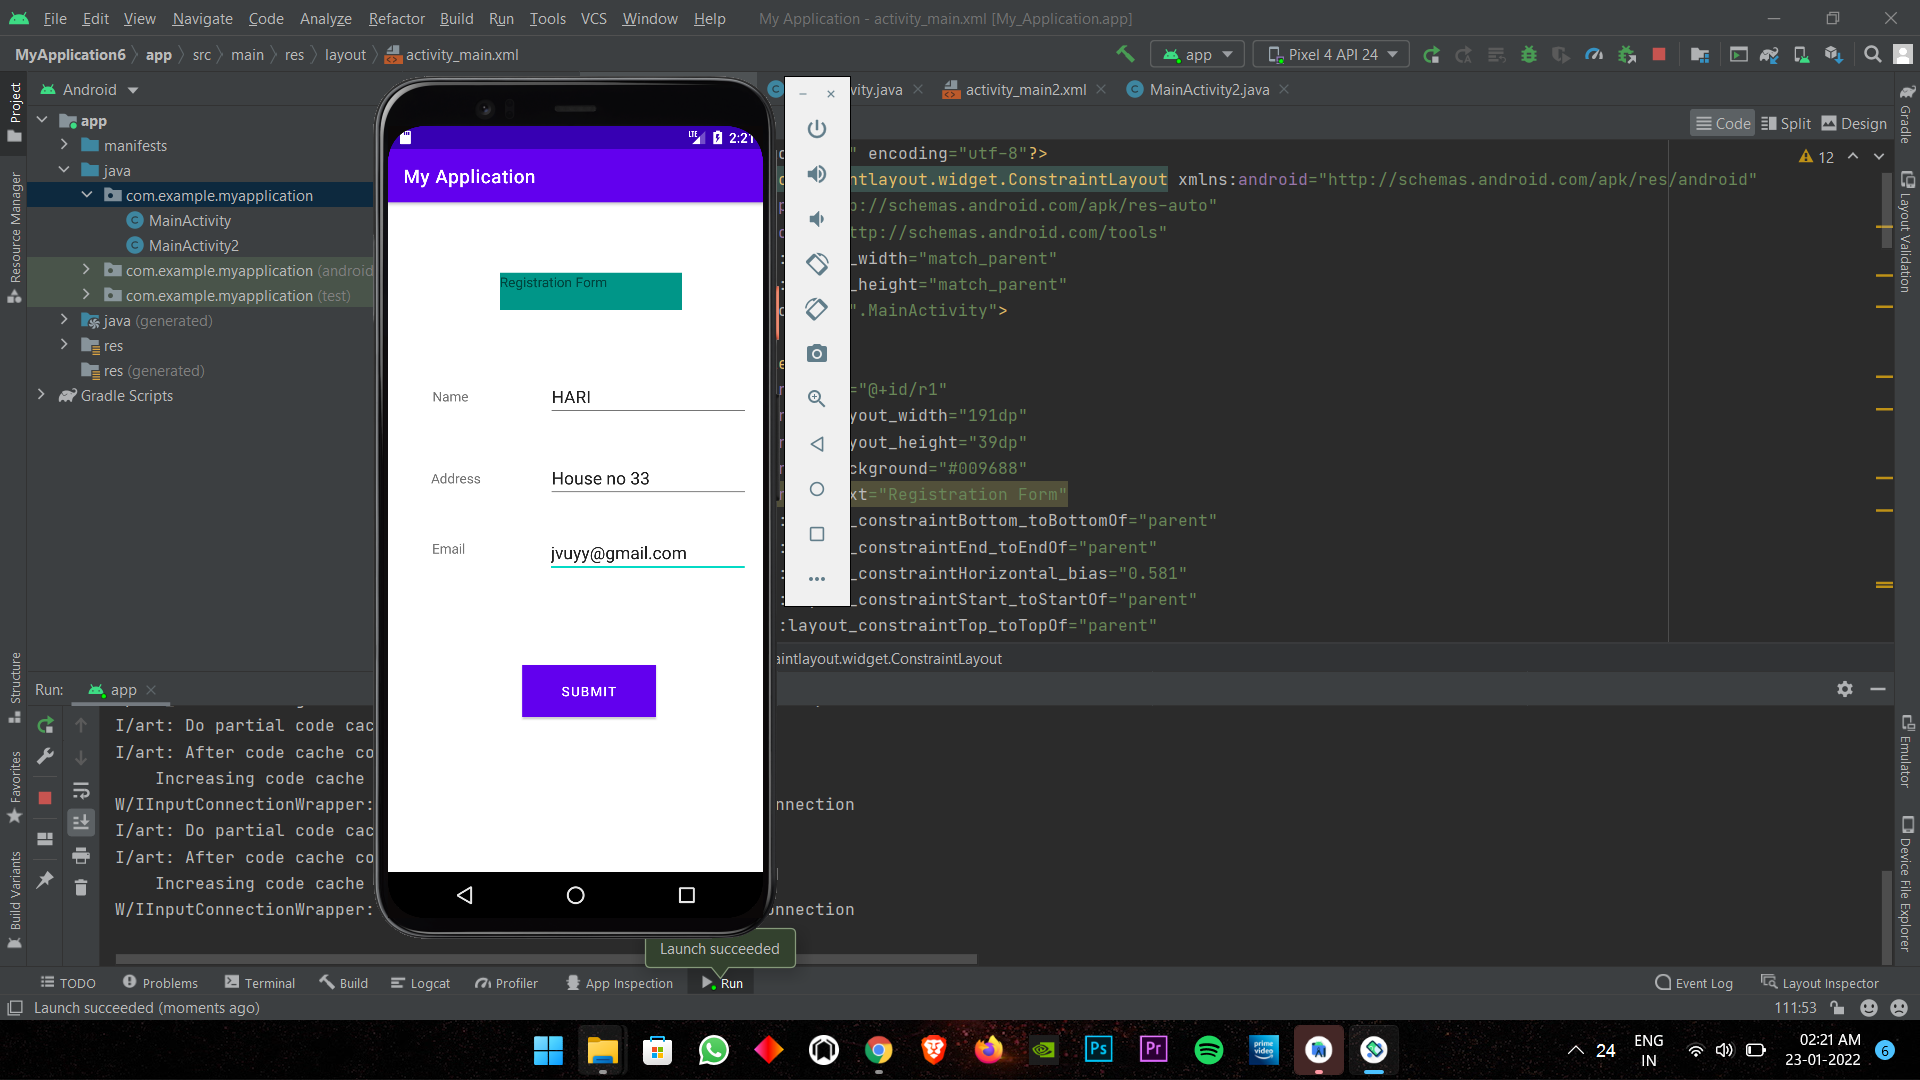 File Edit View Navigate Code Analyze Refactor Build Run Tools VCS Window Help My Application - activity_main.xml [My_Application.app]
MyApplication6 app src main res layout activity_main.xml app Pixel 4 API 24
Android
app
manifests
java
com.example.myapplication
MainActivity
MainActivity2
com.example.myapplication (android
com.example.myapplication (test)
java (generated)
res
res (generated)
Gradle Scripts
Project
Resource Manager
Structure
Favorites
Build Variants
LTE 2:21
My Application
Registration Form
Name HARI
Address House no 33
Email jvuyy@gmail.com
SUBMIT
vity.java activity_main2.xml MainActivity2.java
Code Split Design
12
" encoding="utf-8"?>
ntlayout.widget.ConstraintLayout xmlns:android="http://schemas.android.com/apk/res/android"
p://schemas.android.com/apk/res-auto"
ttp://schemas.android.com/tools"
_width="match_parent"
_height="match_parent"
".MainActivity">
="@+id/r1"
yout_width="191dp"
yout_height="39dp"
ckground="#009688"
xt="Registration Form"
_constraintBottom_toBottomOf="parent"
_constraintEnd_toEndOf="parent"
_constraintHorizontal_bias="0.581"
_constraintStart_toStartOf="parent"
:layout_constraintTop_toTopOf="parent"
aintlayout.widget.ConstraintLayout
Gradle
Layout Validation
Emulator
Device File Explorer
Run: app
I/art: Do partial code cac
I/art: After code cache co
Increasing code cache
W/IInputConnectionWrapper: nnection
I/art: Do partial code cac
I/art: After code cache co
Increasing code cache
W/IInputConnectionWrapper: nnection
Launch succeeded
TODO Problems Terminal Build Logcat Profiler App Inspection Run Event Log Layout Inspector
Launch succeeded (moments ago) 111:53
Ps Pr prime video 24 ENG IN 02:21 AM 23-01-2022 6